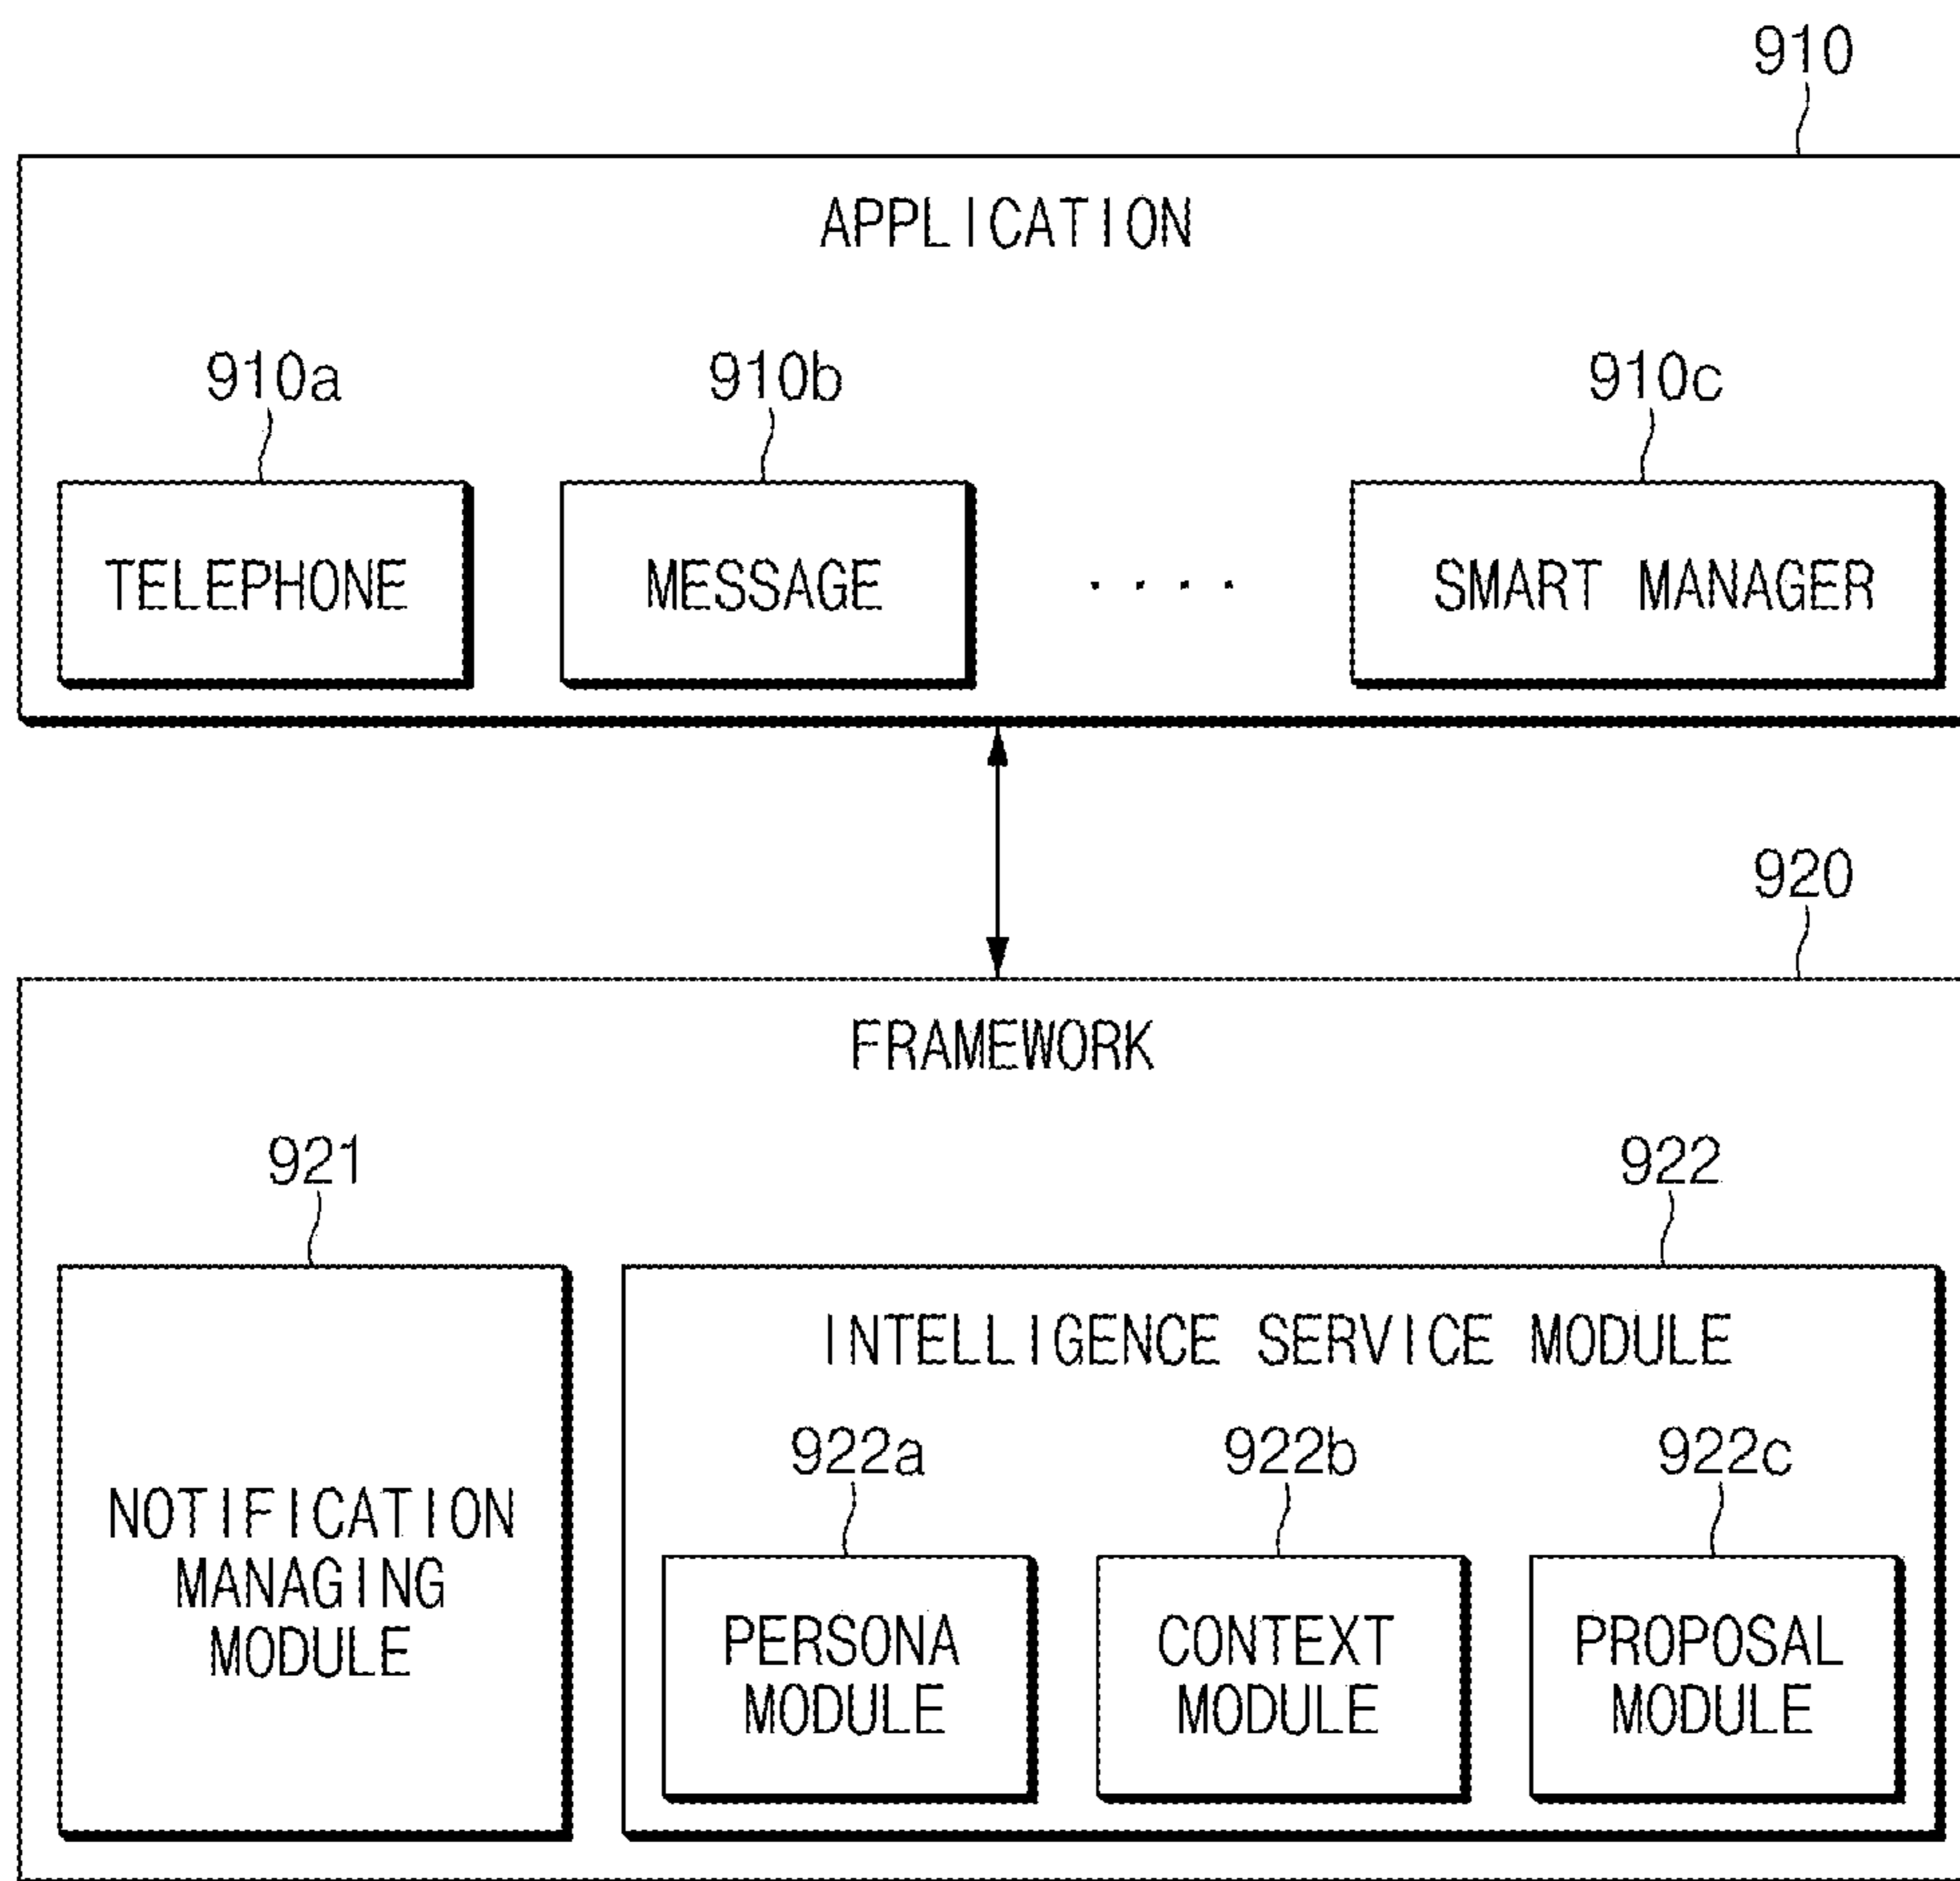 910
APPLICATION
910a 910b 910c
TELEPHONE MESSAGE .... SMART MANAGER
920
FRAMEWORK
921 922
INTELLIGENCE SERVICE MODULE
922a 922b 922c
NOTIFICATION
MANAGING
MODULE
PERSONA
MODULE
CONTEXT
MODULE
PROPOSAL
MODULE